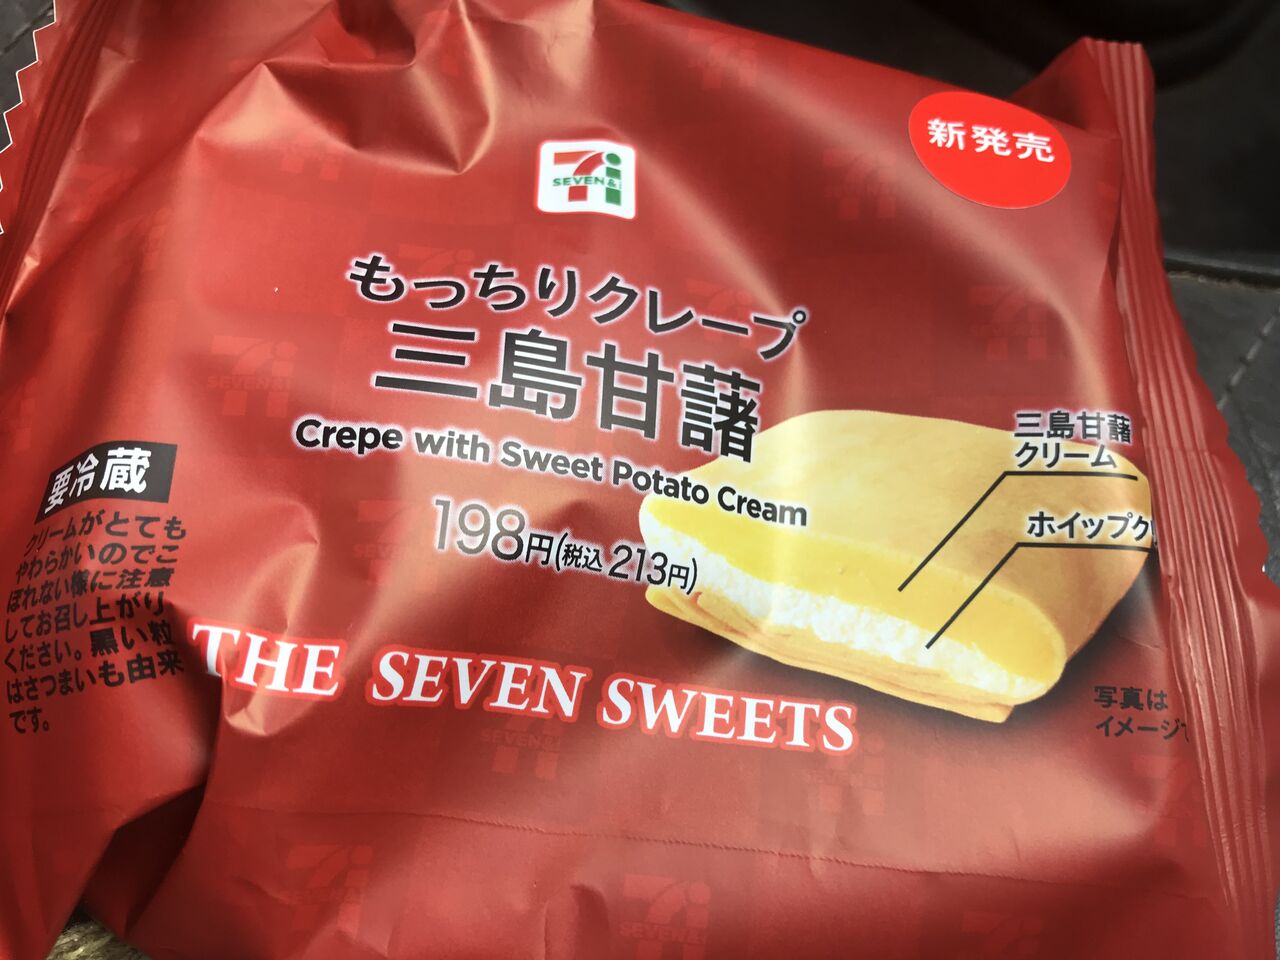 新発売
SEVEN & i
もっちりクレープ
三島甘藷
Crepe with Sweet Potato Cream
198円(税込 213円)
三島甘藷
クリーム
ホイップク
要冷蔵
クリームがとても
やわらかいのでこ
ぼれない様に注意
してお召し上がり
ください。黒い粒
はさつまいも由来
です。
THE SEVEN SWEETS
写真は
イメージ